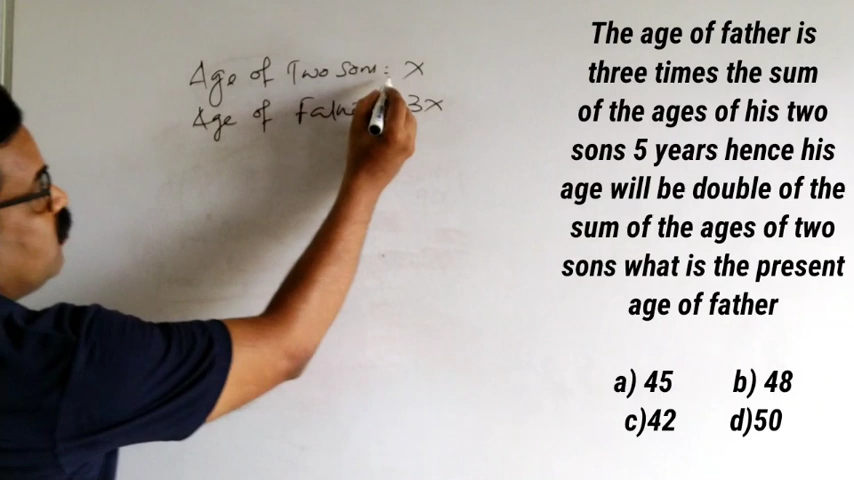 Age of Two sons: x
Age of Father 3x
The age of father is
three times the sum
of the ages of his two
sons 5 years hence his
age will be double of the
sum of the ages of two
sons what is the present
age of father
a) 45 b) 48
c)42 d)50